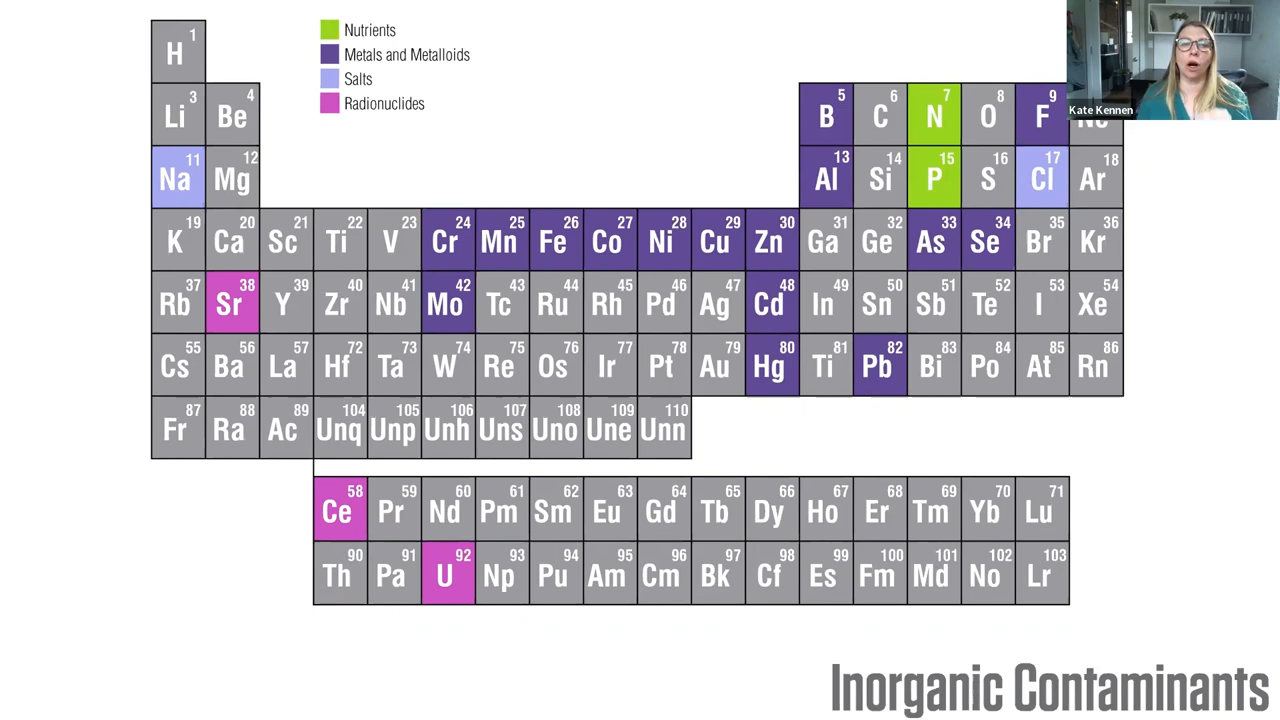 Nutrients
Metals and Metalloids
Salts
Radionuclides
Kate Kennen
H 1
Li 3 Be 4 B 5 C 6 N 7 O 8 F 9 Ne
Na 11 Mg 12 Al 13 Si 14 P 15 S 16 Cl 17 Ar 18
K 19 Ca 20 Sc 21 Ti 22 V 23 Cr 24 Mn 25 Fe 26 Co 27 Ni 28 Cu 29 Zn 30 Ga 31 Ge 32 As 33 Se 34 Br 35 Kr 36
Rb 37 Sr 38 Y 39 Zr 40 Nb 41 Mo 42 Tc 43 Ru 44 Rh 45 Pd 46 Ag 47 Cd 48 In 49 Sn 50 Sb 51 Te 52 I 53 Xe 54
Cs 55 Ba 56 La 57 Hf 72 Ta 73 W 74 Re 75 Os 76 Ir 77 Pt 78 Au 79 Hg 80 Ti 81 Pb 82 Bi 83 Po 84 At 85 Rn 86
Fr 87 Ra 88 Ac 89 Unq 104 Unp 105 Unh 106 Uns 107 Uno 108 Une 109 Unn 110
Ce 58 Pr 59 Nd 60 Pm 61 Sm 62 Eu 63 Gd 64 Tb 65 Dy 66 Ho 67 Er 68 Tm 69 Yb 70 Lu 71
Th 90 Pa 91 U 92 Np 93 Pu 94 Am 95 Cm 96 Bk 97 Cf 98 Es 99 Fm 100 Md 101 No 102 Lr 103
Inorganic Contaminants